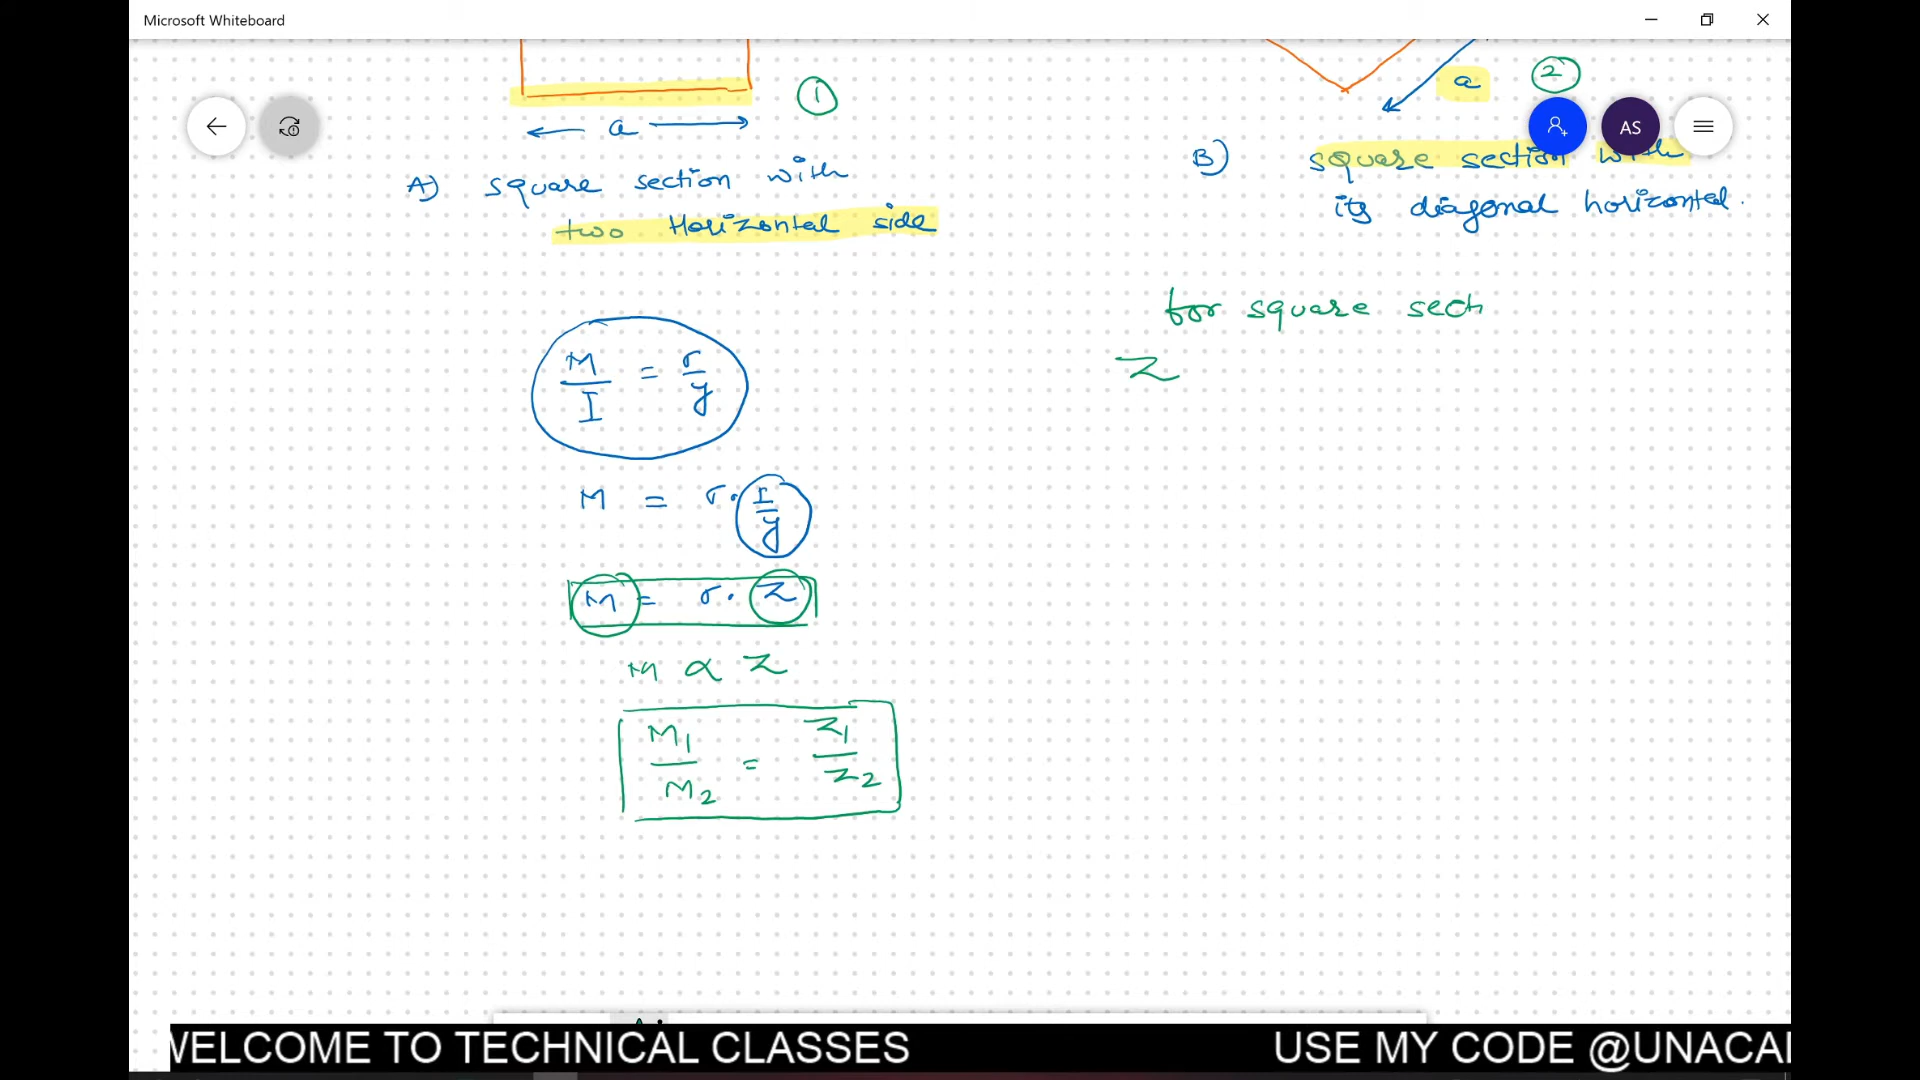 Microsoft Whiteboard
a
1
a
2
AS
A) square section with
two Horizontal side
B) square section with
its diagonal horizontal.
for square secti
Z
M/I = σ/y
M = σ. I/y
M = σ. Z
M α Z
M1/M2 = Z1/Z2
WELCOME TO TECHNICAL CLASSES
USE MY CODE @UNACA